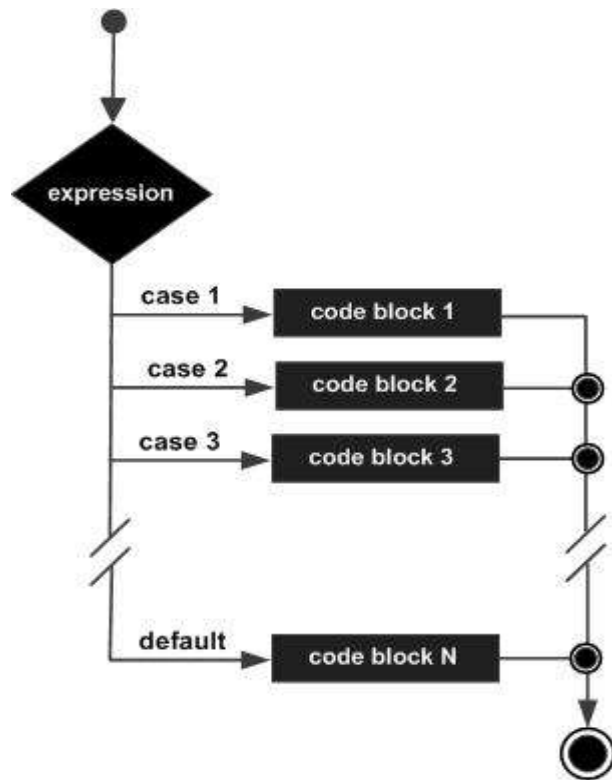 expression
case 1
code block 1
case 2
code block 2
case 3
code block 3
default
code block N